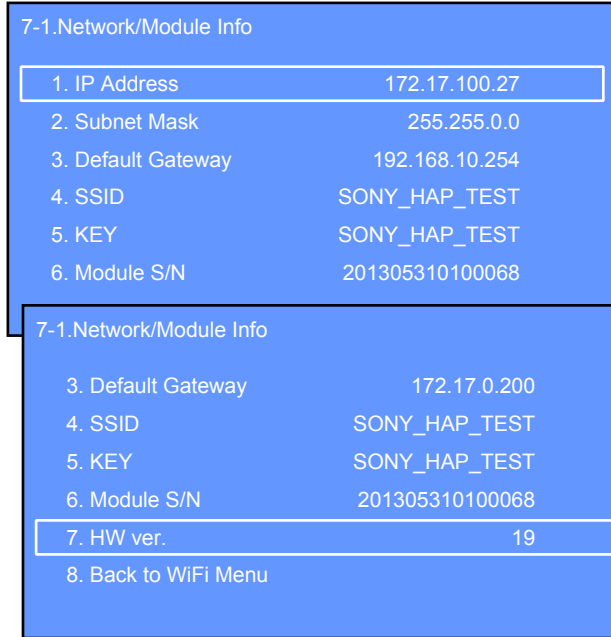 7-1.Network/Module Info
1. IP Address 172.17.100.27
2. Subnet Mask 255.255.0.0
3. Default Gateway 192.168.10.254
4. SSID SONY_HAP_TEST
5. KEY SONY_HAP_TEST
6. Module S/N 201305310100068
7-1.Network/Module Info
3. Default Gateway 172.17.0.200
4. SSID SONY_HAP_TEST
5. KEY SONY_HAP_TEST
6. Module S/N 201305310100068
7. HW ver. 19
8. Back to WiFi Menu